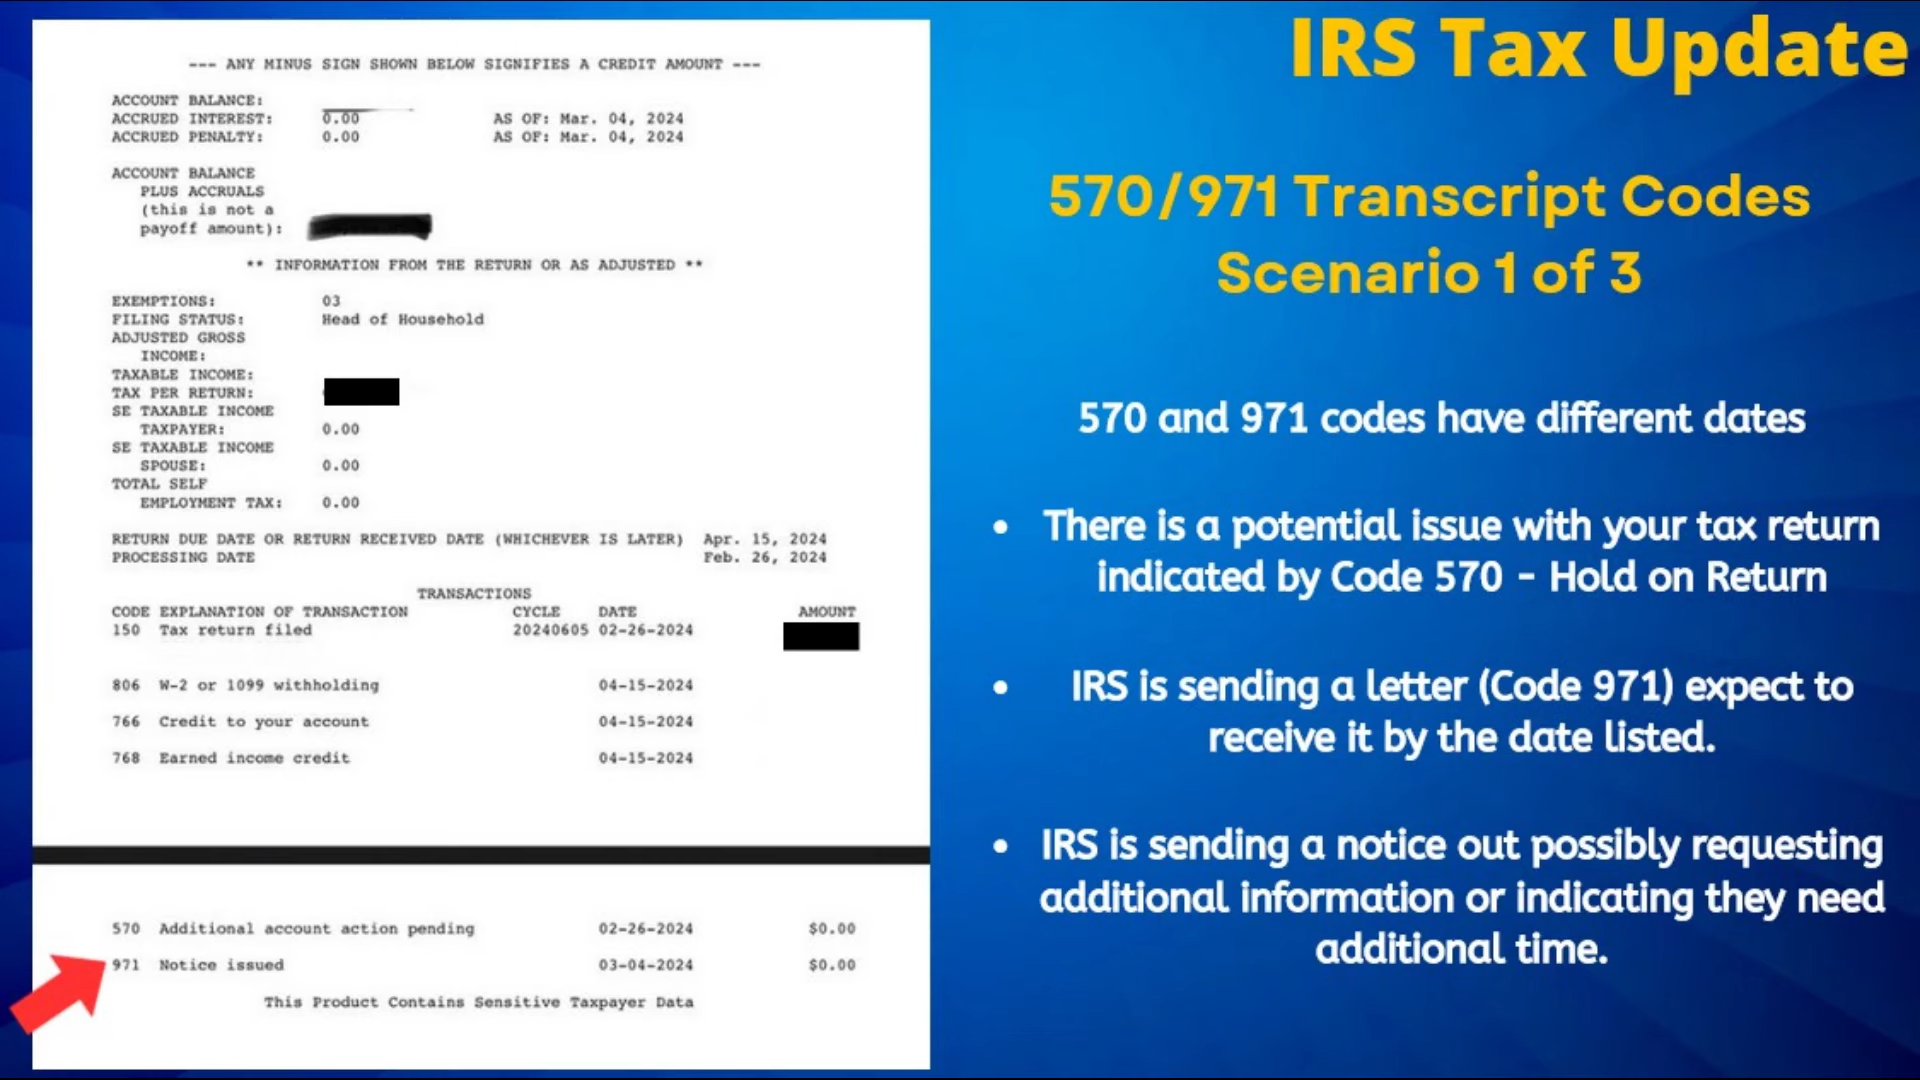 --- ANY MINUS SIGN SHOWN BELOW SIGNIFIES A CREDIT AMOUNT ---
ACCOUNT BALANCE:
ACCRUED INTEREST: 0.00 AS OF: Mar. 04, 2024
ACCRUED PENALTY: 0.00 AS OF: Mar. 04, 2024
ACCOUNT BALANCE
PLUS ACCRUALS
(this is not a
payoff amount):
** INFORMATION FROM THE RETURN OR AS ADJUSTED **
EXEMPTIONS: 03
FILING STATUS: Head of Household
ADJUSTED GROSS
INCOME:
TAXABLE INCOME:
TAX PER RETURN:
SE TAXABLE INCOME
TAXPAYER: 0.00
SE TAXABLE INCOME
SPOUSE: 0.00
TOTAL SELF
EMPLOYMENT TAX: 0.00
RETURN DUE DATE OR RETURN RECEIVED DATE (WHICHEVER IS LATER) Apr. 15, 2024
PROCESSING DATE Feb. 26, 2024
TRANSACTIONS
CODE EXPLANATION OF TRANSACTION CYCLE DATE AMOUNT
150 Tax return filed 20240605 02-26-2024
806 W-2 or 1099 withholding 04-15-2024
766 Credit to your account 04-15-2024
768 Earned income credit 04-15-2024
570 Additional account action pending 02-26-2024 $0.00
971 Notice issued 03-04-2024 $0.00
This Product Contains Sensitive Taxpayer Data
IRS Tax Update
570/971 Transcript Codes
Scenario 1 of 3
570 and 971 codes have different dates
• There is a potential issue with your tax return
indicated by Code 570 - Hold on Return
• IRS is sending a letter (Code 971) expect to
receive it by the date listed.
• IRS is sending a notice out possibly requesting
additional information or indicating they need
additional time.